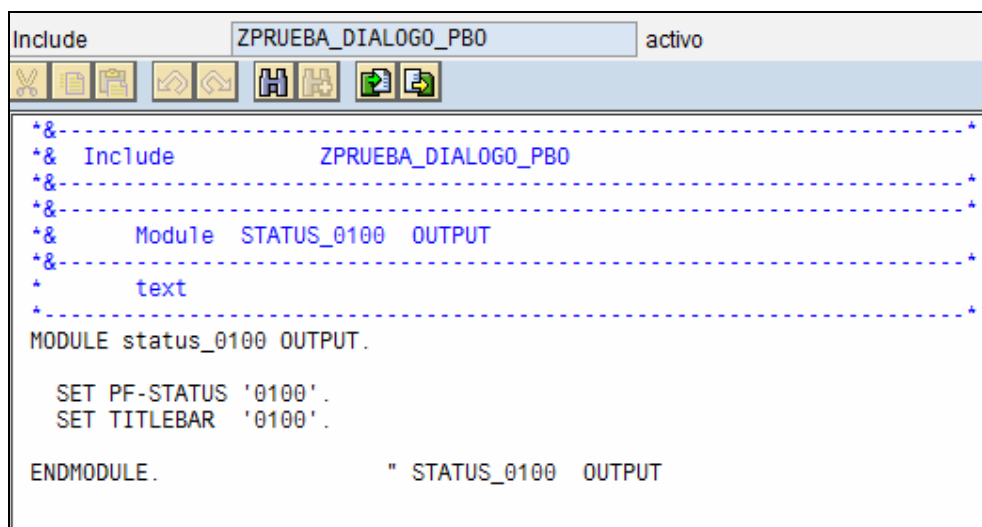 Include ZPRUEBA_DIALOGO_PBO activo
*&---------------------------------------------------------------------*
*&  Include           ZPRUEBA_DIALOGO_PBO
*&---------------------------------------------------------------------*
*&---------------------------------------------------------------------*
*&      Module  STATUS_0100  OUTPUT
*&---------------------------------------------------------------------*
*       text
*----------------------------------------------------------------------*
MODULE status_0100 OUTPUT.
  SET PF-STATUS '0100'.
  SET TITLEBAR  '0100'.
ENDMODULE.                 " STATUS_0100  OUTPUT